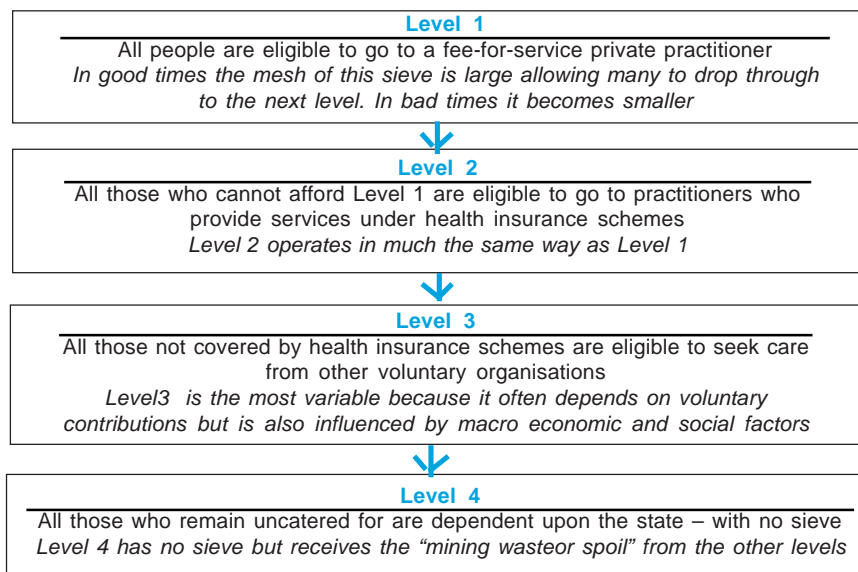 Level 1
All people are eligible to go to a fee-for-service private practitioner
In good times the mesh of this sieve is large allowing many to drop through
to the next level. In bad times it becomes smaller
Level 2
All those who cannot afford Level 1 are eligible to go to practitioners who
provide services under health insurance schemes
Level 2 operates in much the same way as Level 1
Level 3
All those not covered by health insurance schemes are eligible to seek care
from other voluntary organisations
Level3 is the most variable because it often depends on voluntary
contributions but is also influenced by macro economic and social factors
Level 4
All those who remain uncatered for are dependent upon the state – with no sieve
Level 4 has no sieve but receives the “mining wasteor spoil” from the other levels